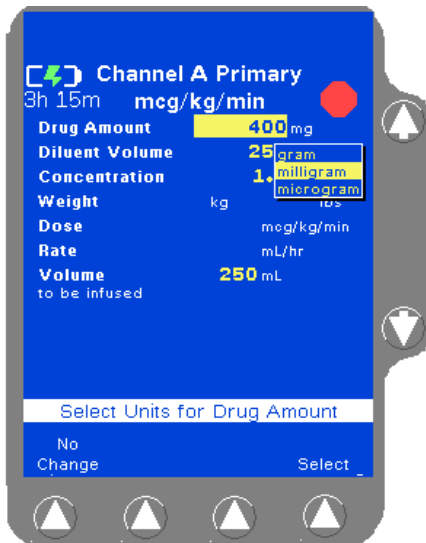 Channel A Primary
3h 15m mcg/kg/min
Drug Amount 400 mg
Diluent Volume 25
gram
Concentration 1.
milligram
microgram
Weight kg lbs
Dose mcg/kg/min
Rate mL/hr
Volume 250 mL
to be infused
Select Units for Drug Amount
No
Change Select